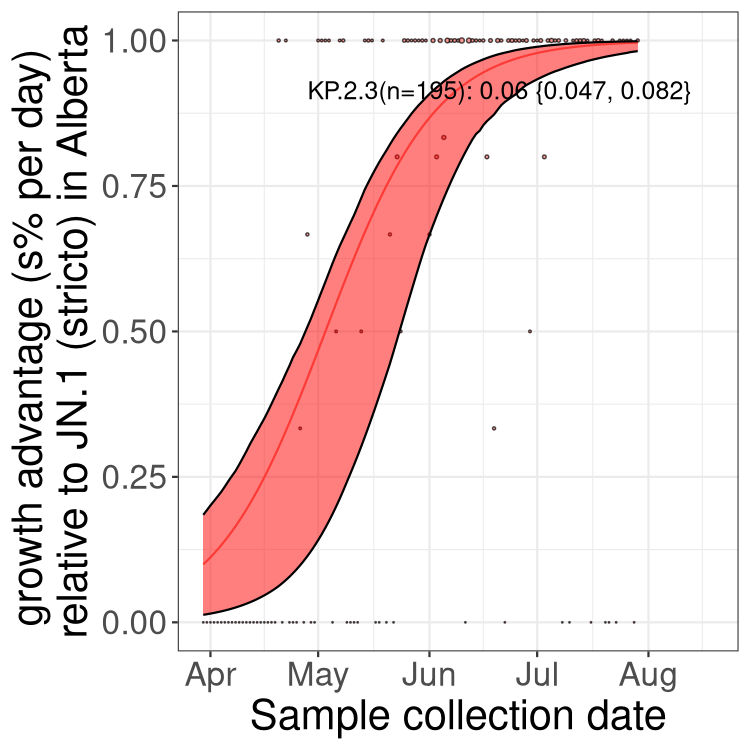 growth advantage (s% per day)
relative to JN.1 (stricto) in Alberta
1.00
0.75
0.50
0.25
0.00
KP.2.3(n=195): 0.06 {0.047, 0.082}
Apr May Jun Jul Aug
Sample collection date